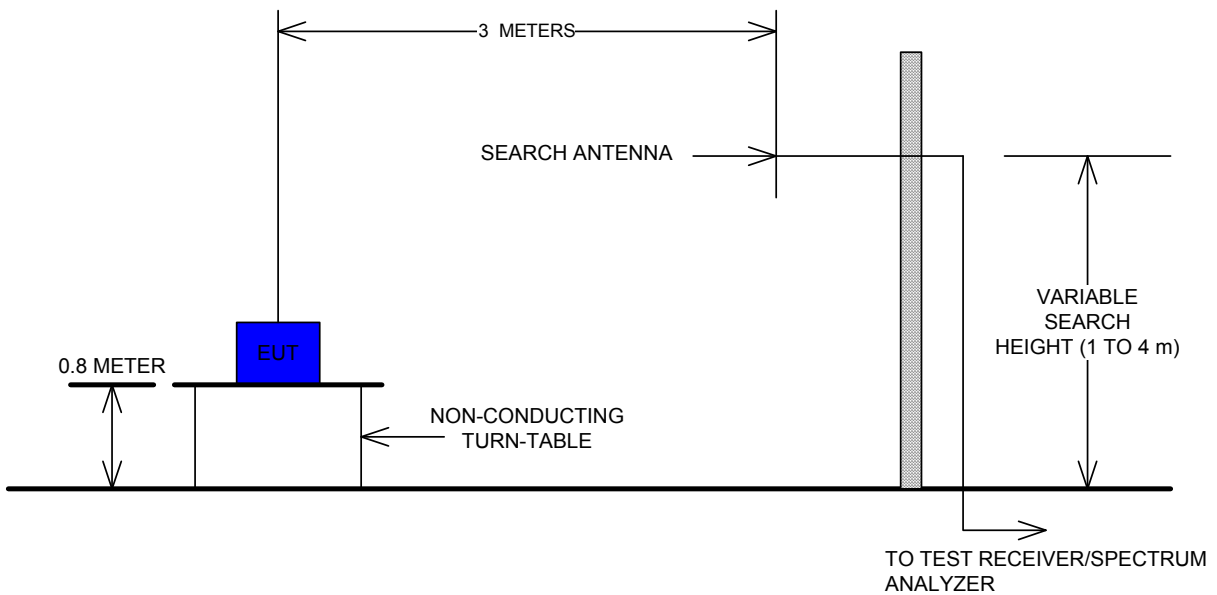 3 METERS
SEARCH ANTENNA
VARIABLE
SEARCH
HEIGHT (1 TO 4 m)
EUT
0.8 METER
NON-CONDUCTING
TURN-TABLE
TO TEST RECEIVER/SPECTRUM
ANALYZER